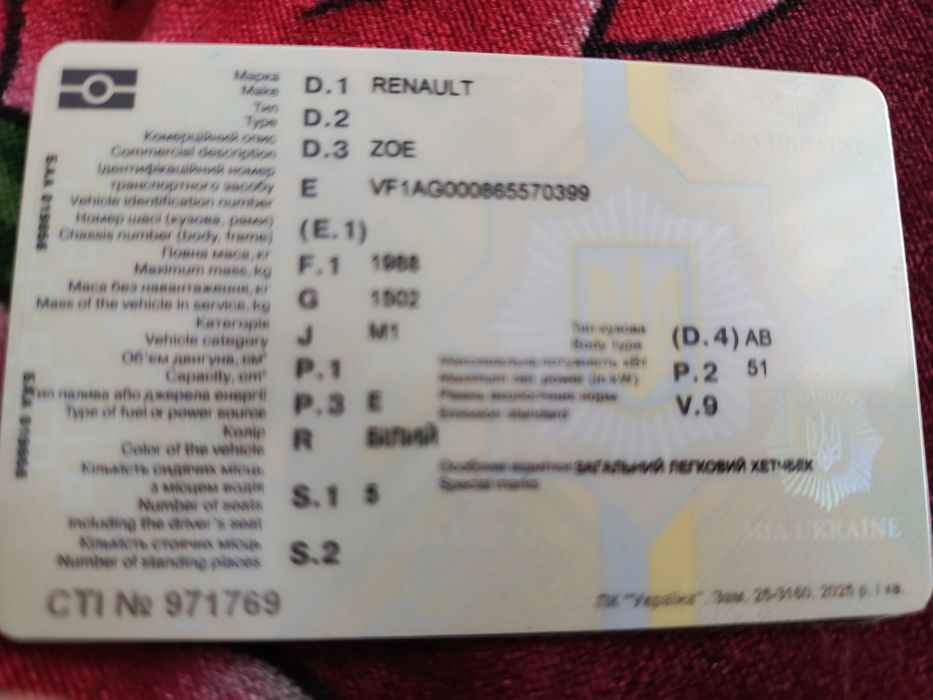 Марка D.1 RENAULT
Make
Тип D.2
Type
Комерційний опис D.3 ZOE
Commercial description
Ідентифікаційний номер
транспортного засобу E VF1AG000865570399
Vehicle identification number
Номер шасі (кузова, рами) (E.1)
Chassis number (body, frame)
Повна маса, кг F.1 1988
Maximum mass, kg
Маса без навантаження, кг G 1502
Mass of the vehicle in service, kg
Категорія J M1
Vehicle category
Об'єм двигуна, см³ P.1
Capacity, cm³
Тип палива або джерела енергії P.3 E
Type of fuel or power source
Колір R БІЛИЙ
Color of the vehicle
Кількість сидячих місць
з місцем водія S.1 5
Number of seats
including the driver's seat
Кількість стоячих місць S.2
Number of standing places
Тип кузова (D.4) AB
Body type
Максимальна потужність, кВт P.2 51
Maximum net power (in kW)
V.9
Emission standard
Особливі відмітки ЗАГАЛЬНИЙ ЛЕГКОВИЙ ХЕТЧБЕК
Special marks
MIA UKRAINE
MIA UKRAINE
СТІ № 971769
ПК "Україна". Зам. 25-3160. 2025 р. I кв.